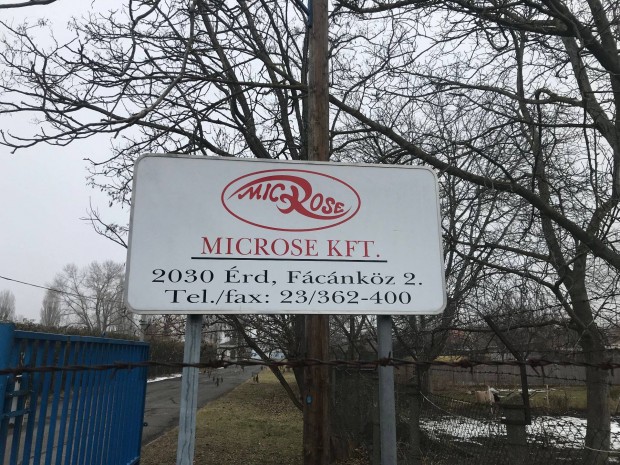 MICROSE
MICROSE KFT.
2030 Érd, Fácánköz 2.
Tel./fax: 23/362-400